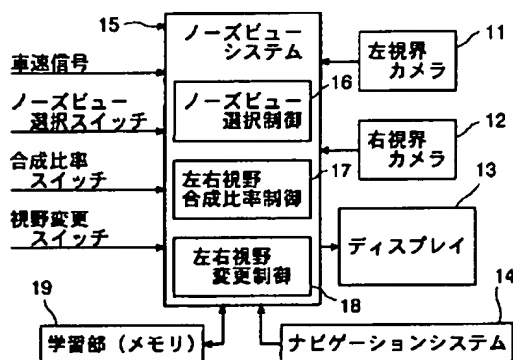 15
ノーズビュー
システム
車速信号
ノーズビュー
選択スイッチ
合成比率
スイッチ
視野変更
スイッチ
16
ノーズビュー
選択制御
17
左右視野
合成比率制御
左右視野
変更制御
18
11
左視界
カメラ
12
右視界
カメラ
13
ディスプレイ
19
学習部(メモリ)
14
ナビゲーションシステム